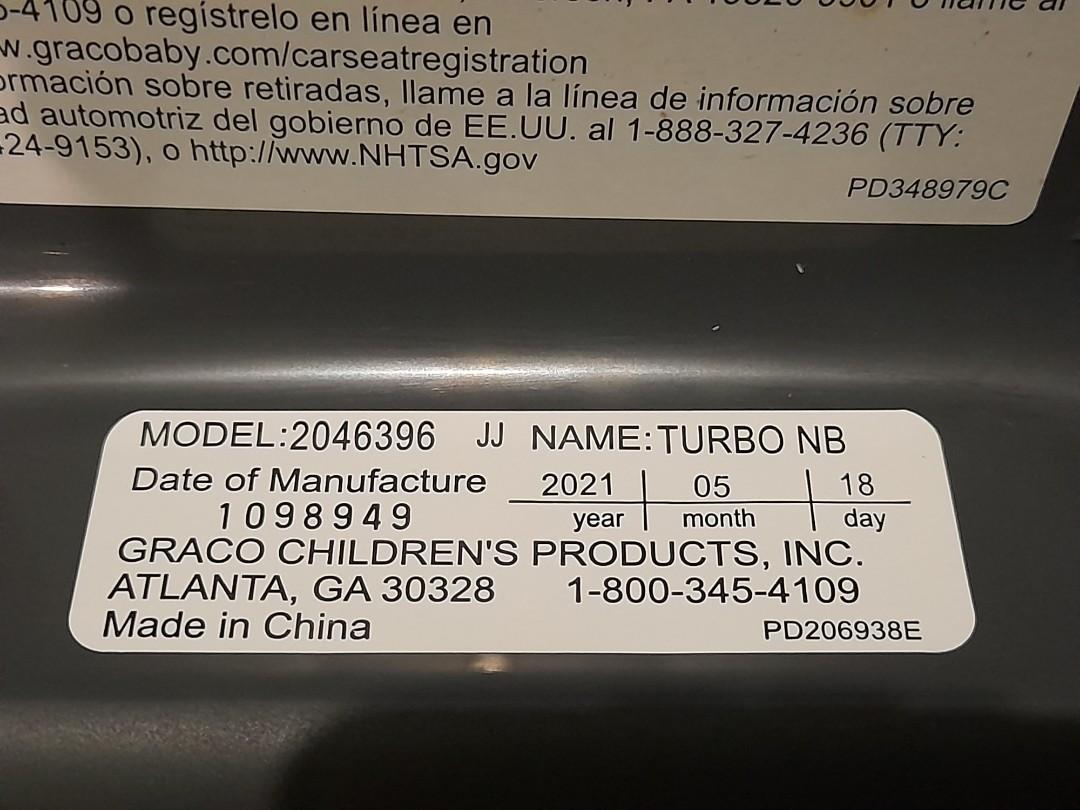 -4109 o regístrelo en línea en
w.gracobaby.com/carseatregistration
ormación sobre retiradas, llame a la línea de información sobre
ad automotriz del gobierno de EE.UU. al 1-888-327-4236 (TTY:
24-9153), o http://www.NHTSA.gov
PD348979C
MODEL:2046396 JJ NAME:TURBO NB
Date of Manufacture 2021 05 18
1098949 year month day
GRACO CHILDREN'S PRODUCTS, INC.
ATLANTA, GA 30328 1-800-345-4109
Made in China PD206938E